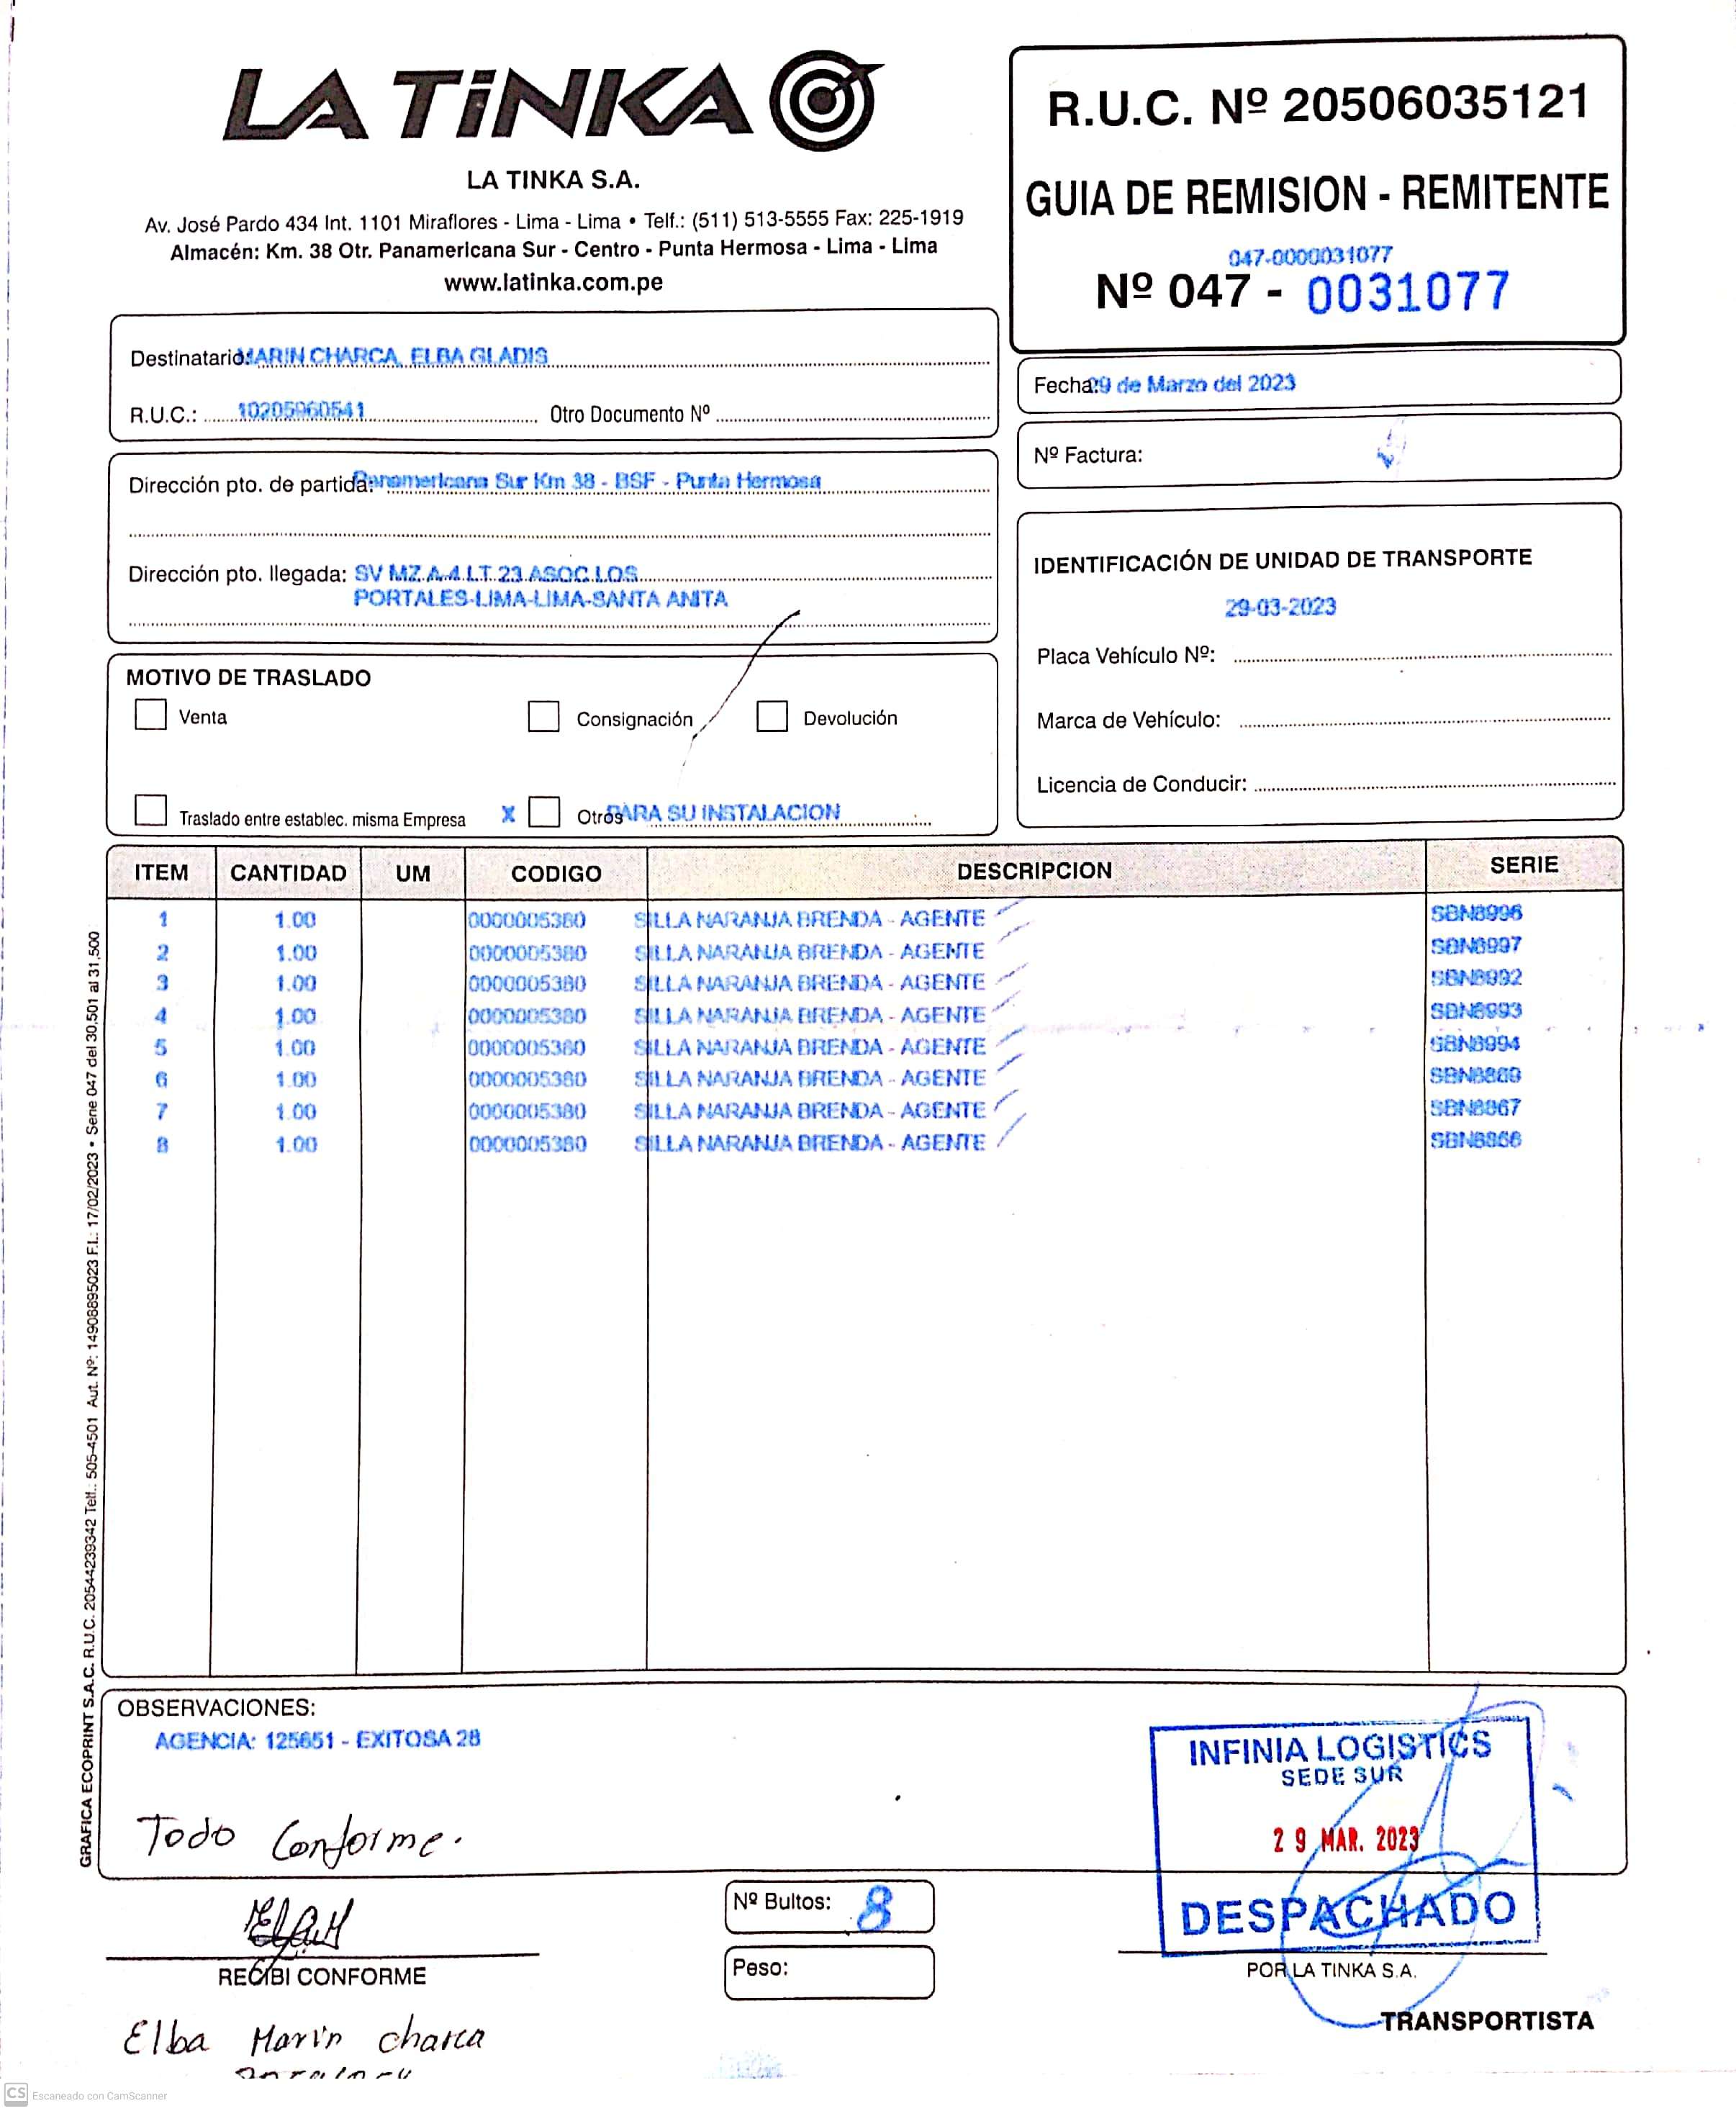 LA TiNKA
LA TINKA S.A.
Av. José Pardo 434 Int. 1101 Miraflores - Lima - Lima • Telf.: (511) 513-5555 Fax: 225-1919
Almacén: Km. 38 Otr. Panamericana Sur - Centro - Punta Hermosa - Lima - Lima
www.latinka.com.pe
R.U.C. Nº 20506035121
GUIA DE REMISION - REMITENTE
047-0000031077
Nº 047 - 0031077
Destinatario: MARIN CHARCA, ELBA GLADIS
R.U.C.: 10205960541 Otro Documento Nº
Fecha: 29 de Marzo del 2023
Nº Factura:
Dirección pto. de partida: Panamericana Sur Km 38 - BSF - Punta Hermosa
Dirección pto. llegada: SV MZ A-4 LT 23 ASOC LOS
PORTALES-LIMA-LIMA-SANTA ANITA
IDENTIFICACIÓN DE UNIDAD DE TRANSPORTE
29-03-2023
Placa Vehículo Nº:
Marca de Vehículo:
Licencia de Conducir:
MOTIVO DE TRASLADO
Venta Consignación Devolución
Traslado entre establec. misma Empresa X Otros PARA SU INSTALACION
ITEM CANTIDAD UM CODIGO DESCRIPCION SERIE
1 1.00 0000005380 SILLA NARANJA BRENDA - AGENTE SBN8996
2 1.00 0000005380 SILLA NARANJA BRENDA - AGENTE SBN8997
3 1.00 0000005380 SILLA NARANJA BRENDA - AGENTE SBN8992
4 1.00 0000005380 SILLA NARANJA BRENDA - AGENTE SBN8993
5 1.00 0000005380 SILLA NARANJA BRENDA - AGENTE SBN8994
6 1.00 0000005380 SILLA NARANJA BRENDA - AGENTE
7 1.00 0000005380 SILLA NARANJA BRENDA - AGENTE
8 1.00 0000005380 SILLA NARANJA BRENDA - AGENTE
GRAFICA ECOPRINT S.A.C. R.U.C. 20544239342 Telf.: 505-4501 Aut. Nº: 14908895023 F.I.: 17/02/2023 • Serie 047 del 30,501 al 31,500
OBSERVACIONES:
AGENCIA: 125651 - EXITOSA 28
Todo Conforme.
INFINIA LOGISTICS
SEDE SUR
29 MAR. 2023
DESPACHADO
Nº Bultos: 8
Peso:
RECIBI CONFORME
POR LA TINKA S.A.
TRANSPORTISTA
Elba Marin charca
CS Escaneado con CamScanner